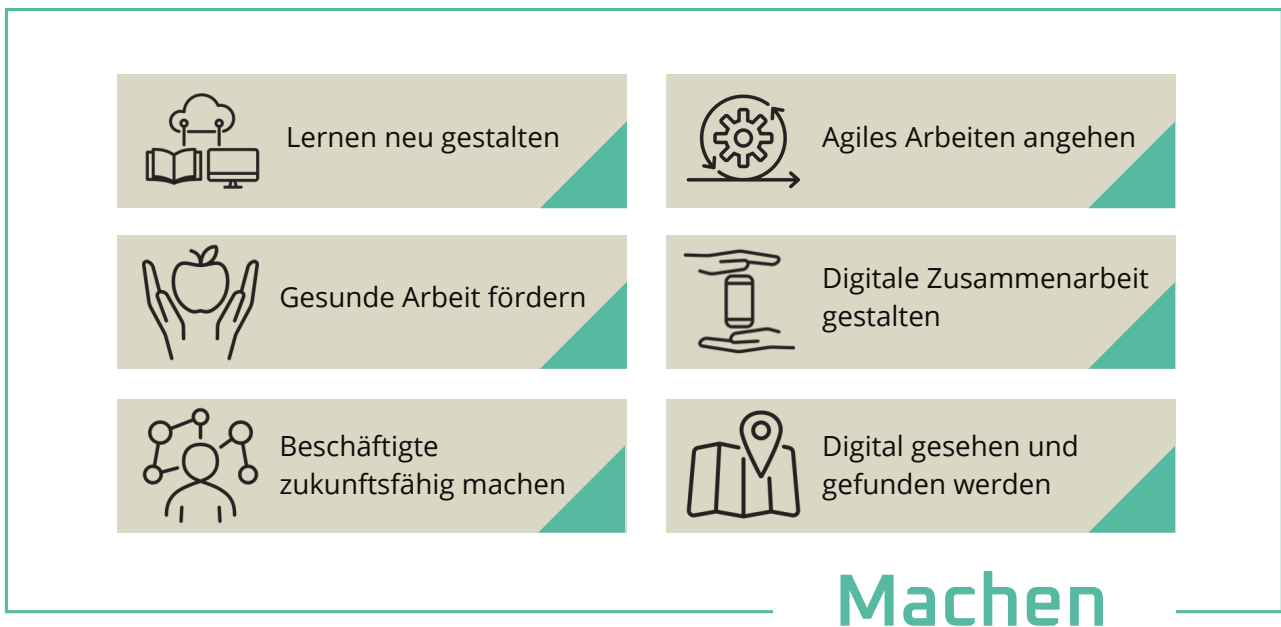 Lernen neu gestalten
Agiles Arbeiten angehen
Gesunde Arbeit fördern
Digitale Zusammenarbeit
gestalten
Beschäftigte
zukunftsfähig machen
Digital gesehen und
gefunden werden
Machen